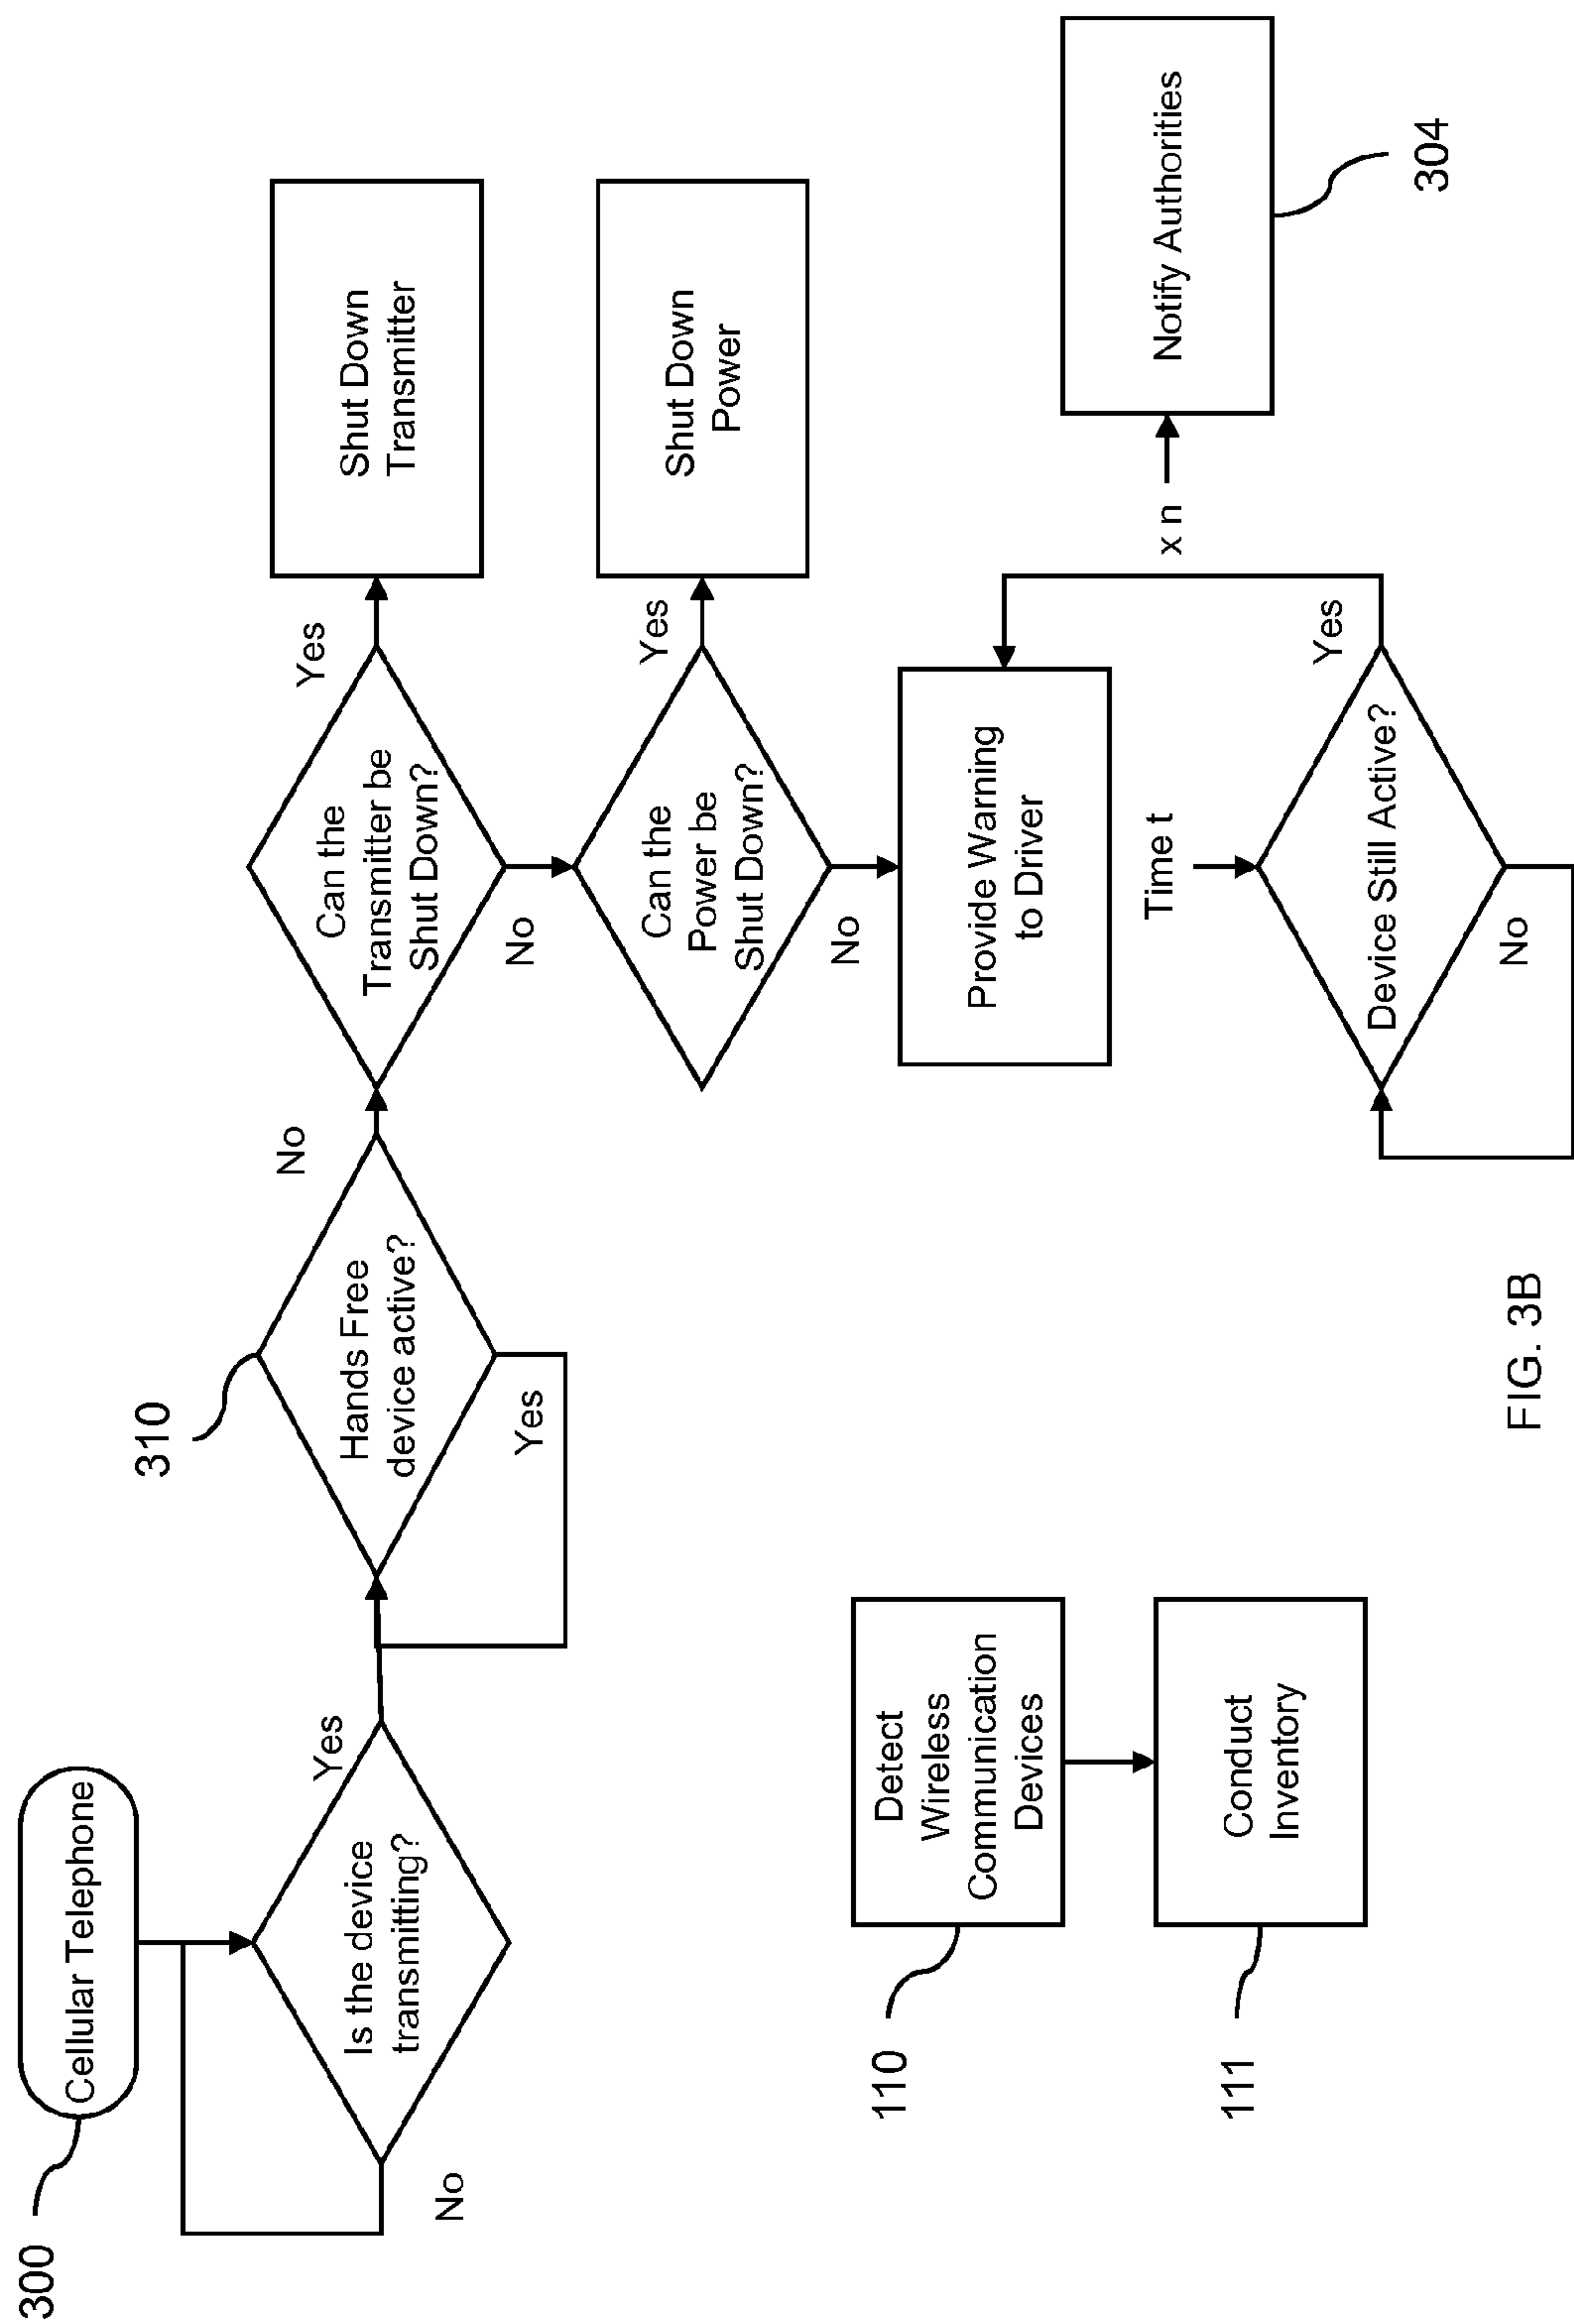 300
Cellular Telephone
Is the device
transmitting?
No
Yes
310
Hands Free
device active?
Yes
No
Can the
Transmitter be
Shut Down?
Yes
Shut Down
Transmitter
No
Can the
Power be
Shut Down?
Yes
Shut Down
Power
No
Provide Warning
to Driver
Time t
Device Still Active?
Yes
No
x n
Notify Authorities
304
110
Detect
Wireless
Communication
Devices
111
Conduct
Inventory
FIG. 3B